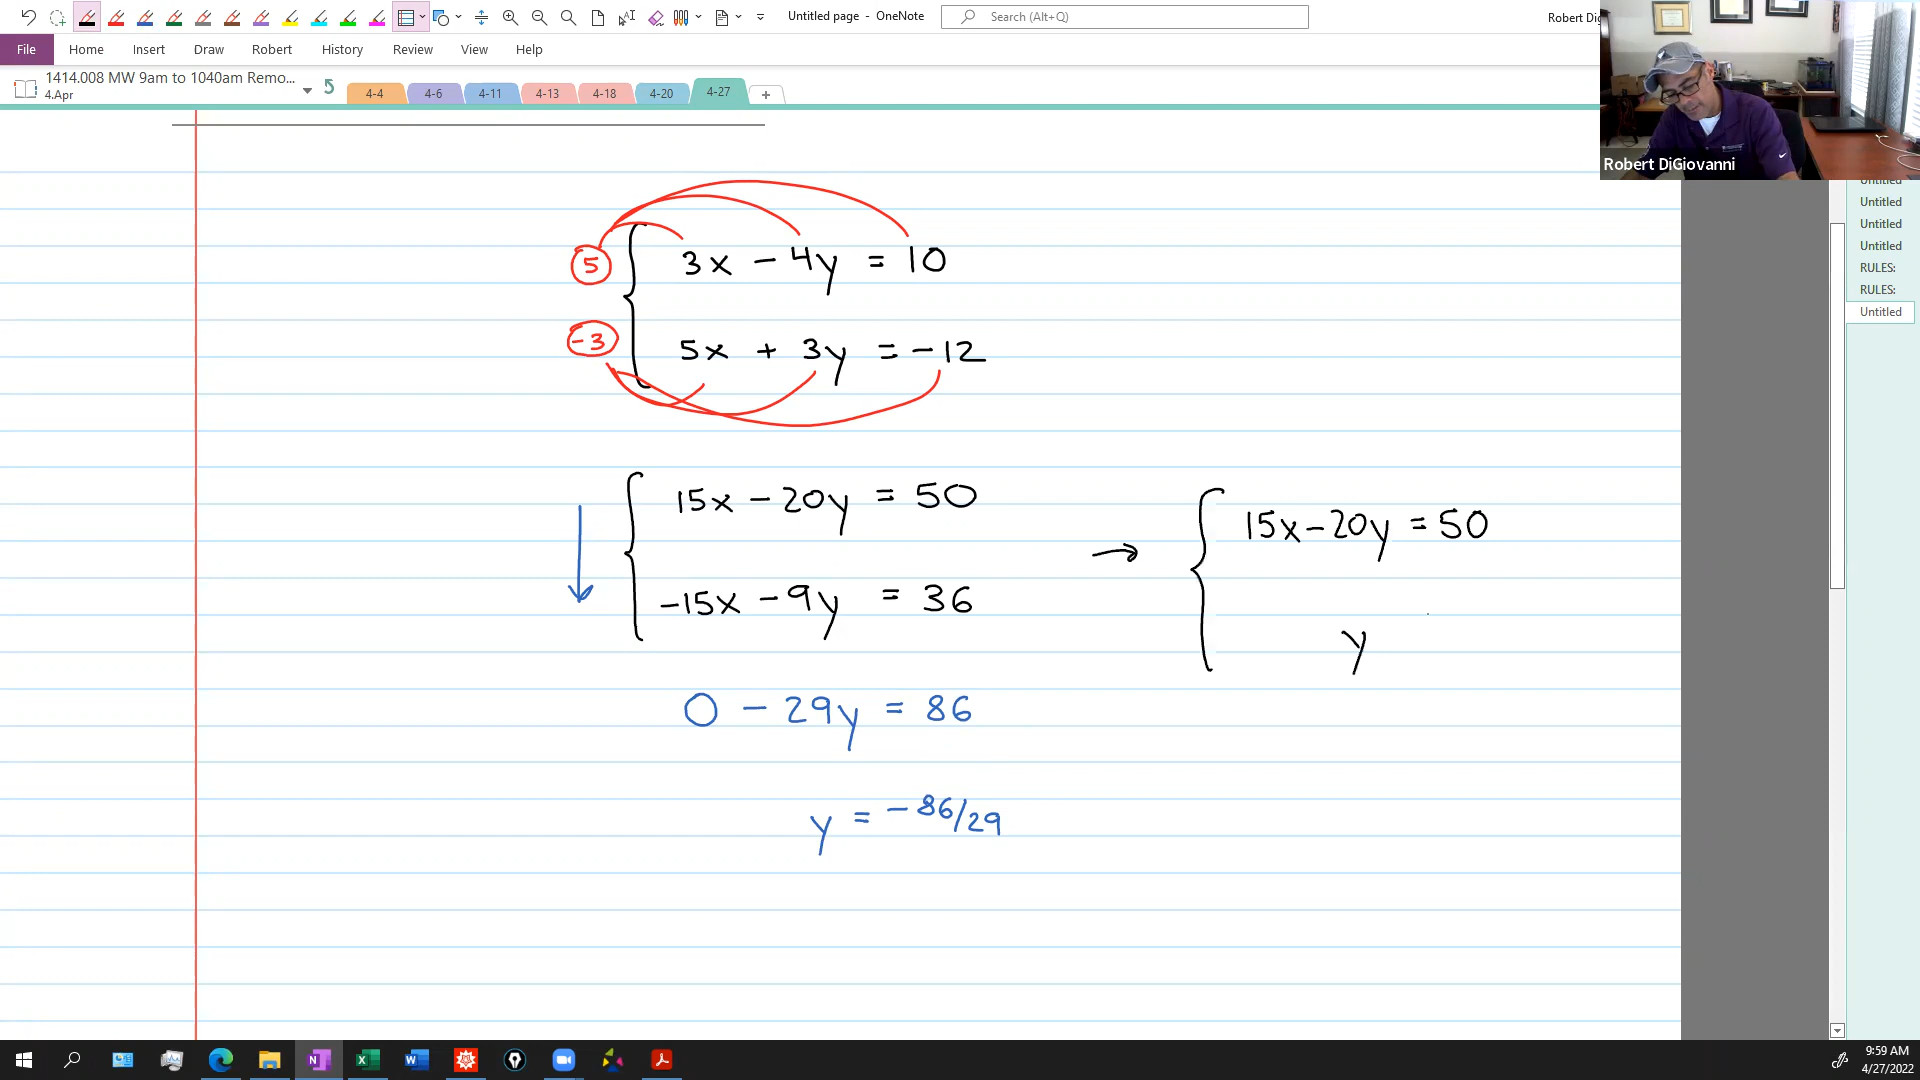 Untitled page - OneNote
Search (Alt+Q)
Robert Di
File Home Insert Draw Robert History Review View Help
1414.008 MW 9am to 1040am Remo...
4.Apr
4-4 4-6 4-11 4-13 4-18 4-20 4-27 +
Robert DiGiovanni
Untitled
Untitled
Untitled
Untitled
RULES:
RULES:
Untitled
5 3x - 4y = 10
-3 5x + 3y = -12
15x - 20y = 50
-15x - 9y = 36
→ 15x - 20y = 50
y
0 - 29y = 86
y = -86/29
9:59 AM
4/27/2022